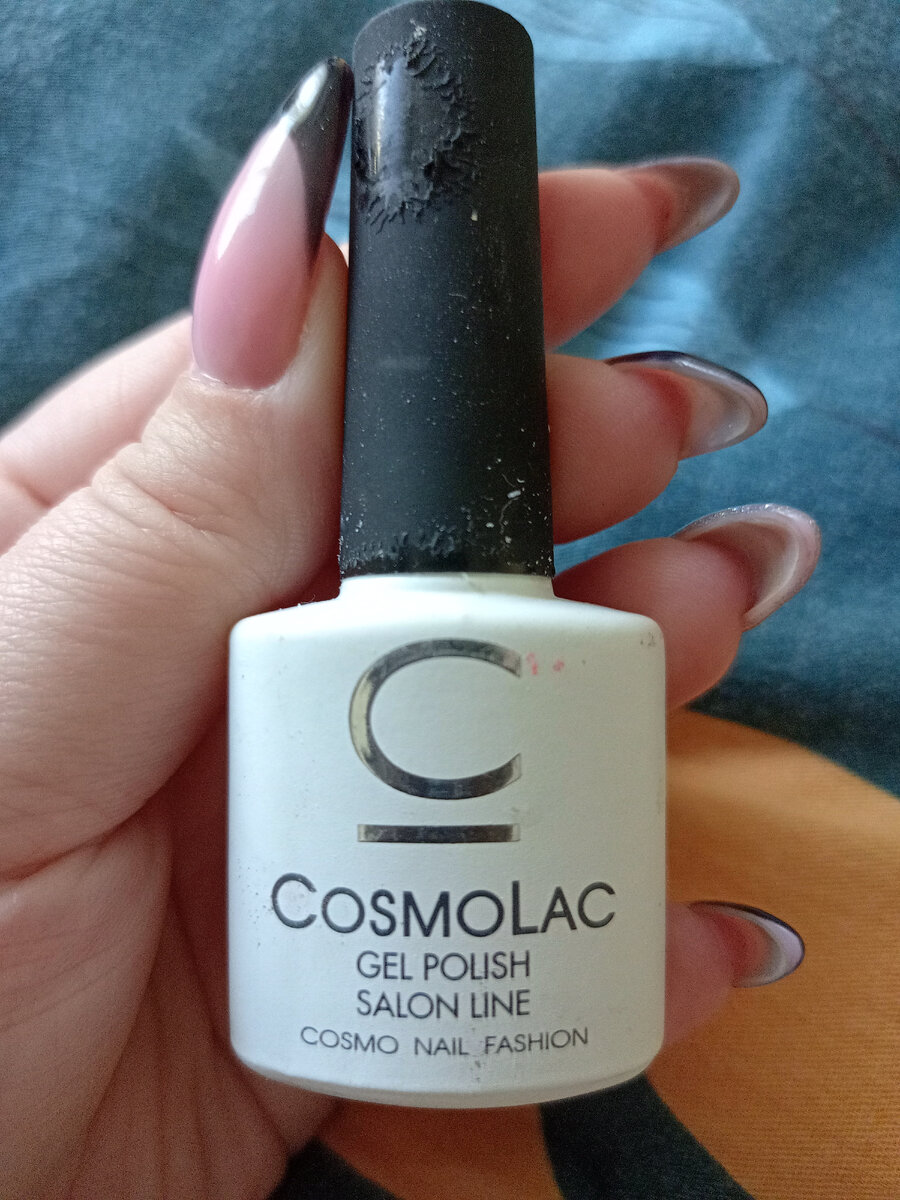 C
COSMOLAC
GEL POLISH
SALON LINE
COSMO NAIL FASHION